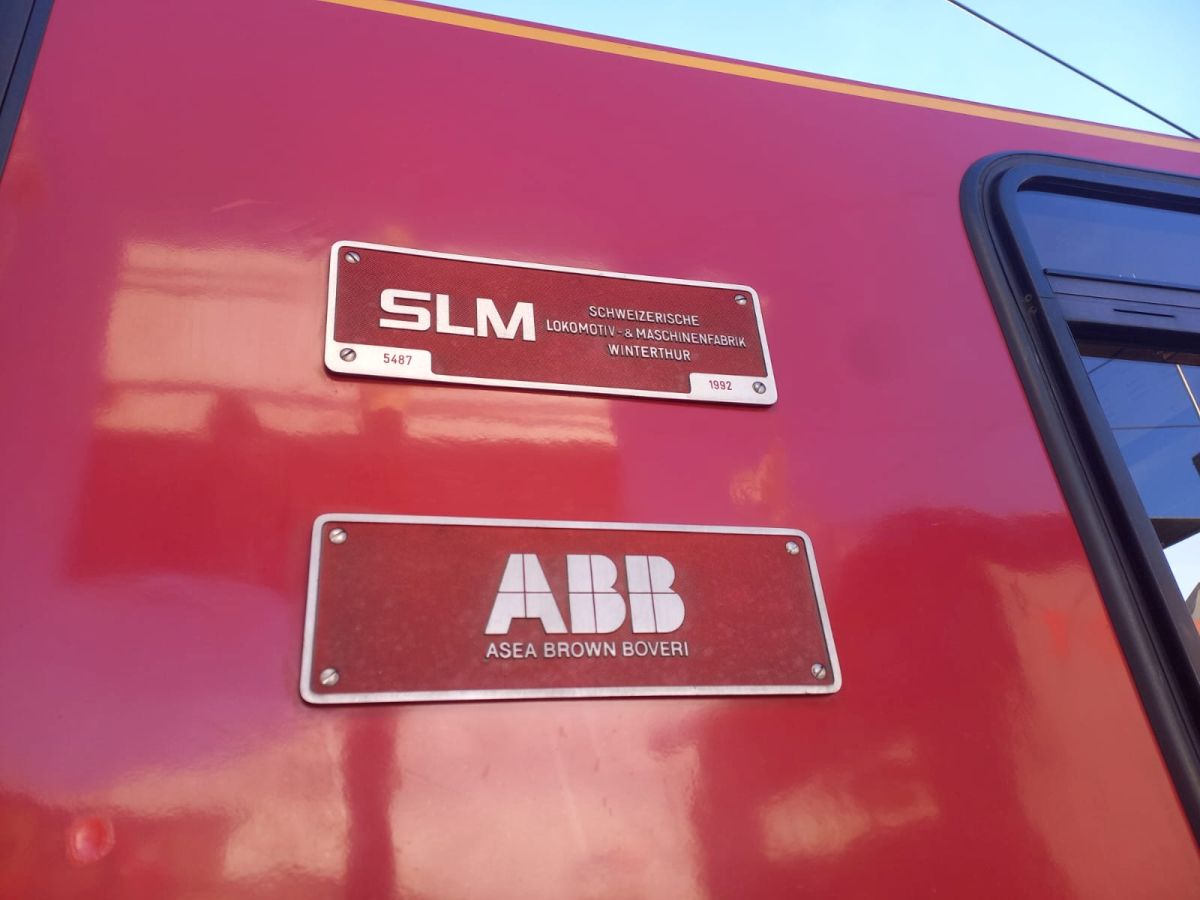 SLM
SCHWEIZERISCHE
LOKOMOTIV-& MASCHINENFABRIK
WINTERTHUR
5487
1992
ABB
ASEA BROWN BOVERI